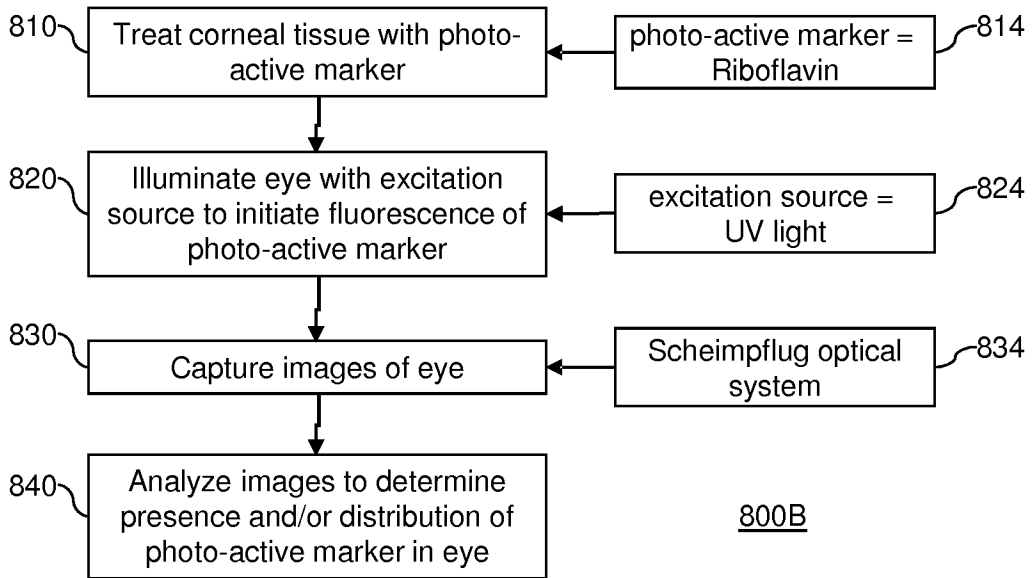 810
Treat corneal tissue with photo-
active marker
photo-active marker =
Riboflavin
814
820
Illuminate eye with excitation
source to initiate fluorescence of
photo-active marker
excitation source =
UV light
824
830
Capture images of eye
Scheimpflug optical
system
834
840
Analyze images to determine
presence and/or distribution of
photo-active marker in eye
800B